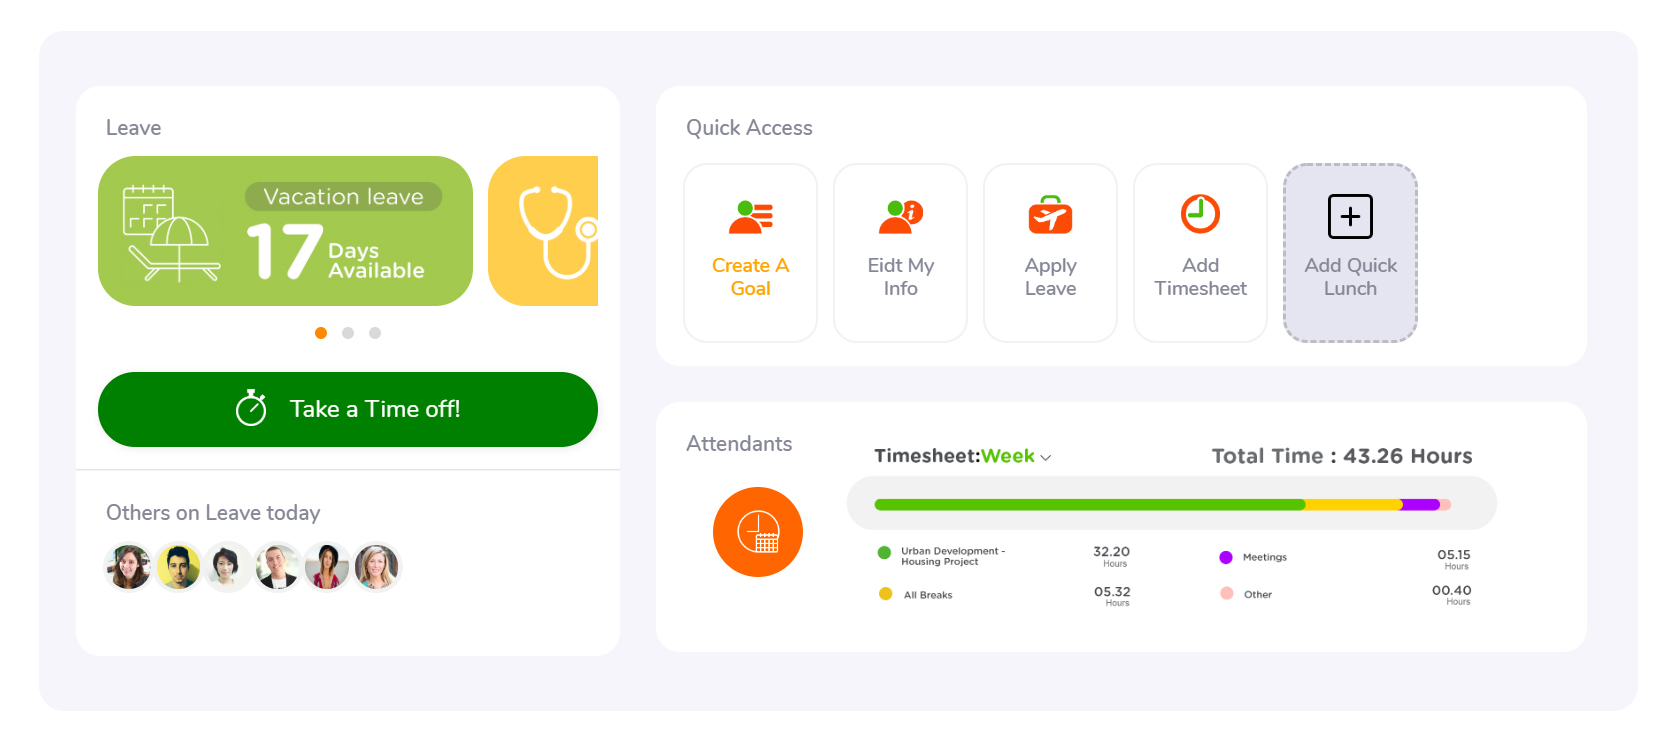 Leave
Vacation leave
17 Days
Available
Take a Time off!
Others on Leave today
Quick Access
Create A
Goal
Eidt My
Info
Apply
Leave
Add
Timesheet
Add Quick
Lunch
Attendants
Timesheet:Week
Total Time : 43.26 Hours
Urban Development -
Housing Project
32.20
Hours
All Breaks
05.32
Hours
Meetings
05.15
Hours
Other
00.40
Hours